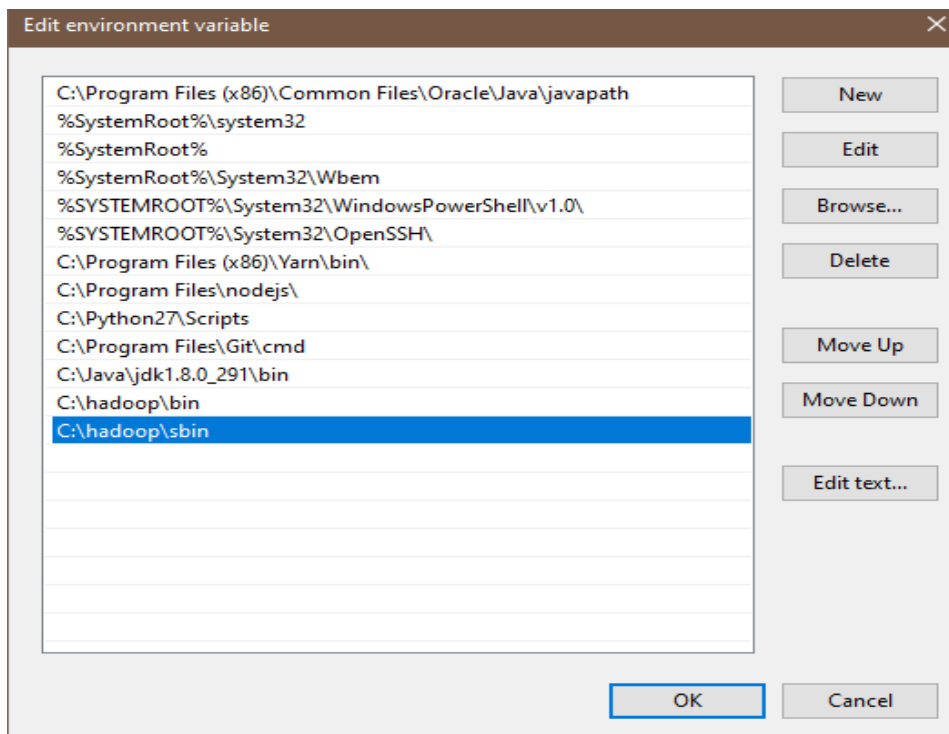 Edit environment variable
C:\Program Files (x86)\Common Files\Oracle\Java\javapath
%SystemRoot%\system32
%SystemRoot%
%SystemRoot%\System32\Wbem
%SYSTEMROOT%\System32\WindowsPowerShell\v1.0\
%SYSTEMROOT%\System32\OpenSSH\
C:\Program Files (x86)\Yarn\bin\
C:\Program Files\nodejs\
C:\Python27\Scripts
C:\Program Files\Git\cmd
C:\Java\jdk1.8.0_291\bin
C:\hadoop\bin
C:\hadoop\sbin
New
Edit
Browse...
Delete
Move Up
Move Down
Edit text...
OK
Cancel